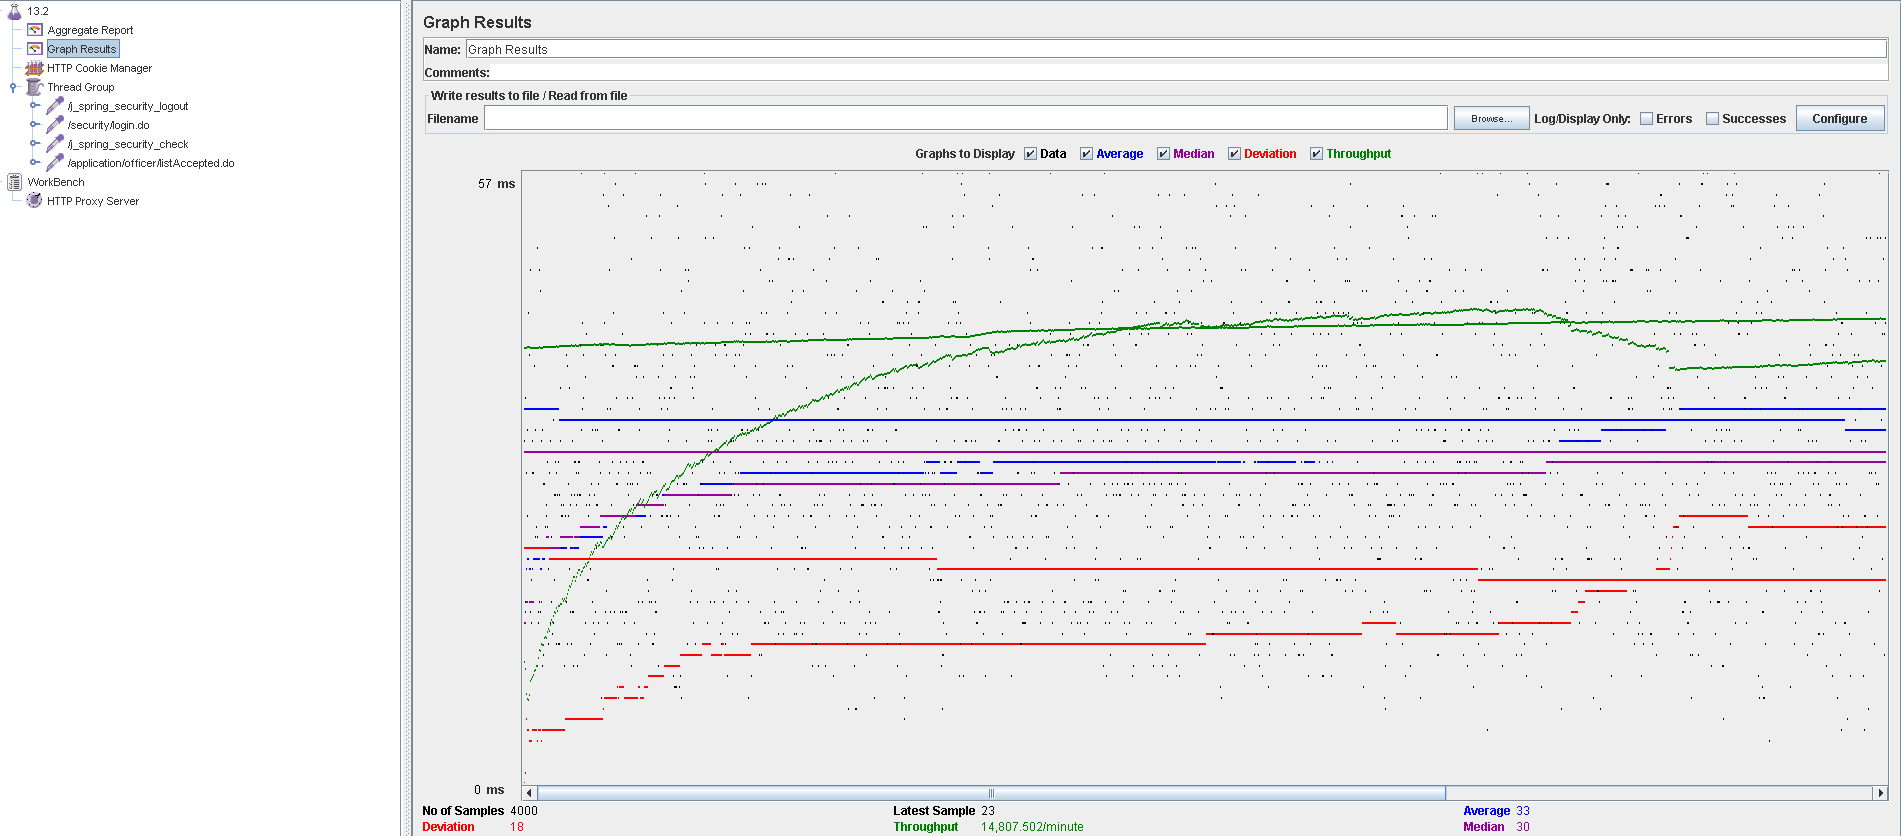 13.2
Aggregate Report
Graph Results
HTTP Cookie Manager
Thread Group
/j_spring_security_logout
/security/login.do
/j_spring_security_check
/application/officer/listAccepted.do
WorkBench
HTTP Proxy Server
Graph Results
Name: Graph Results
Comments:
Write results to file / Read from file
Filename Browse... Log/Display Only: Errors Successes Configure
Graphs to Display Data Average Median Deviation Throughput
57 ms
0 ms
No of Samples 4000 Latest Sample 23 Average 33
Deviation 18 Throughput 14,807.502/minute Median 30